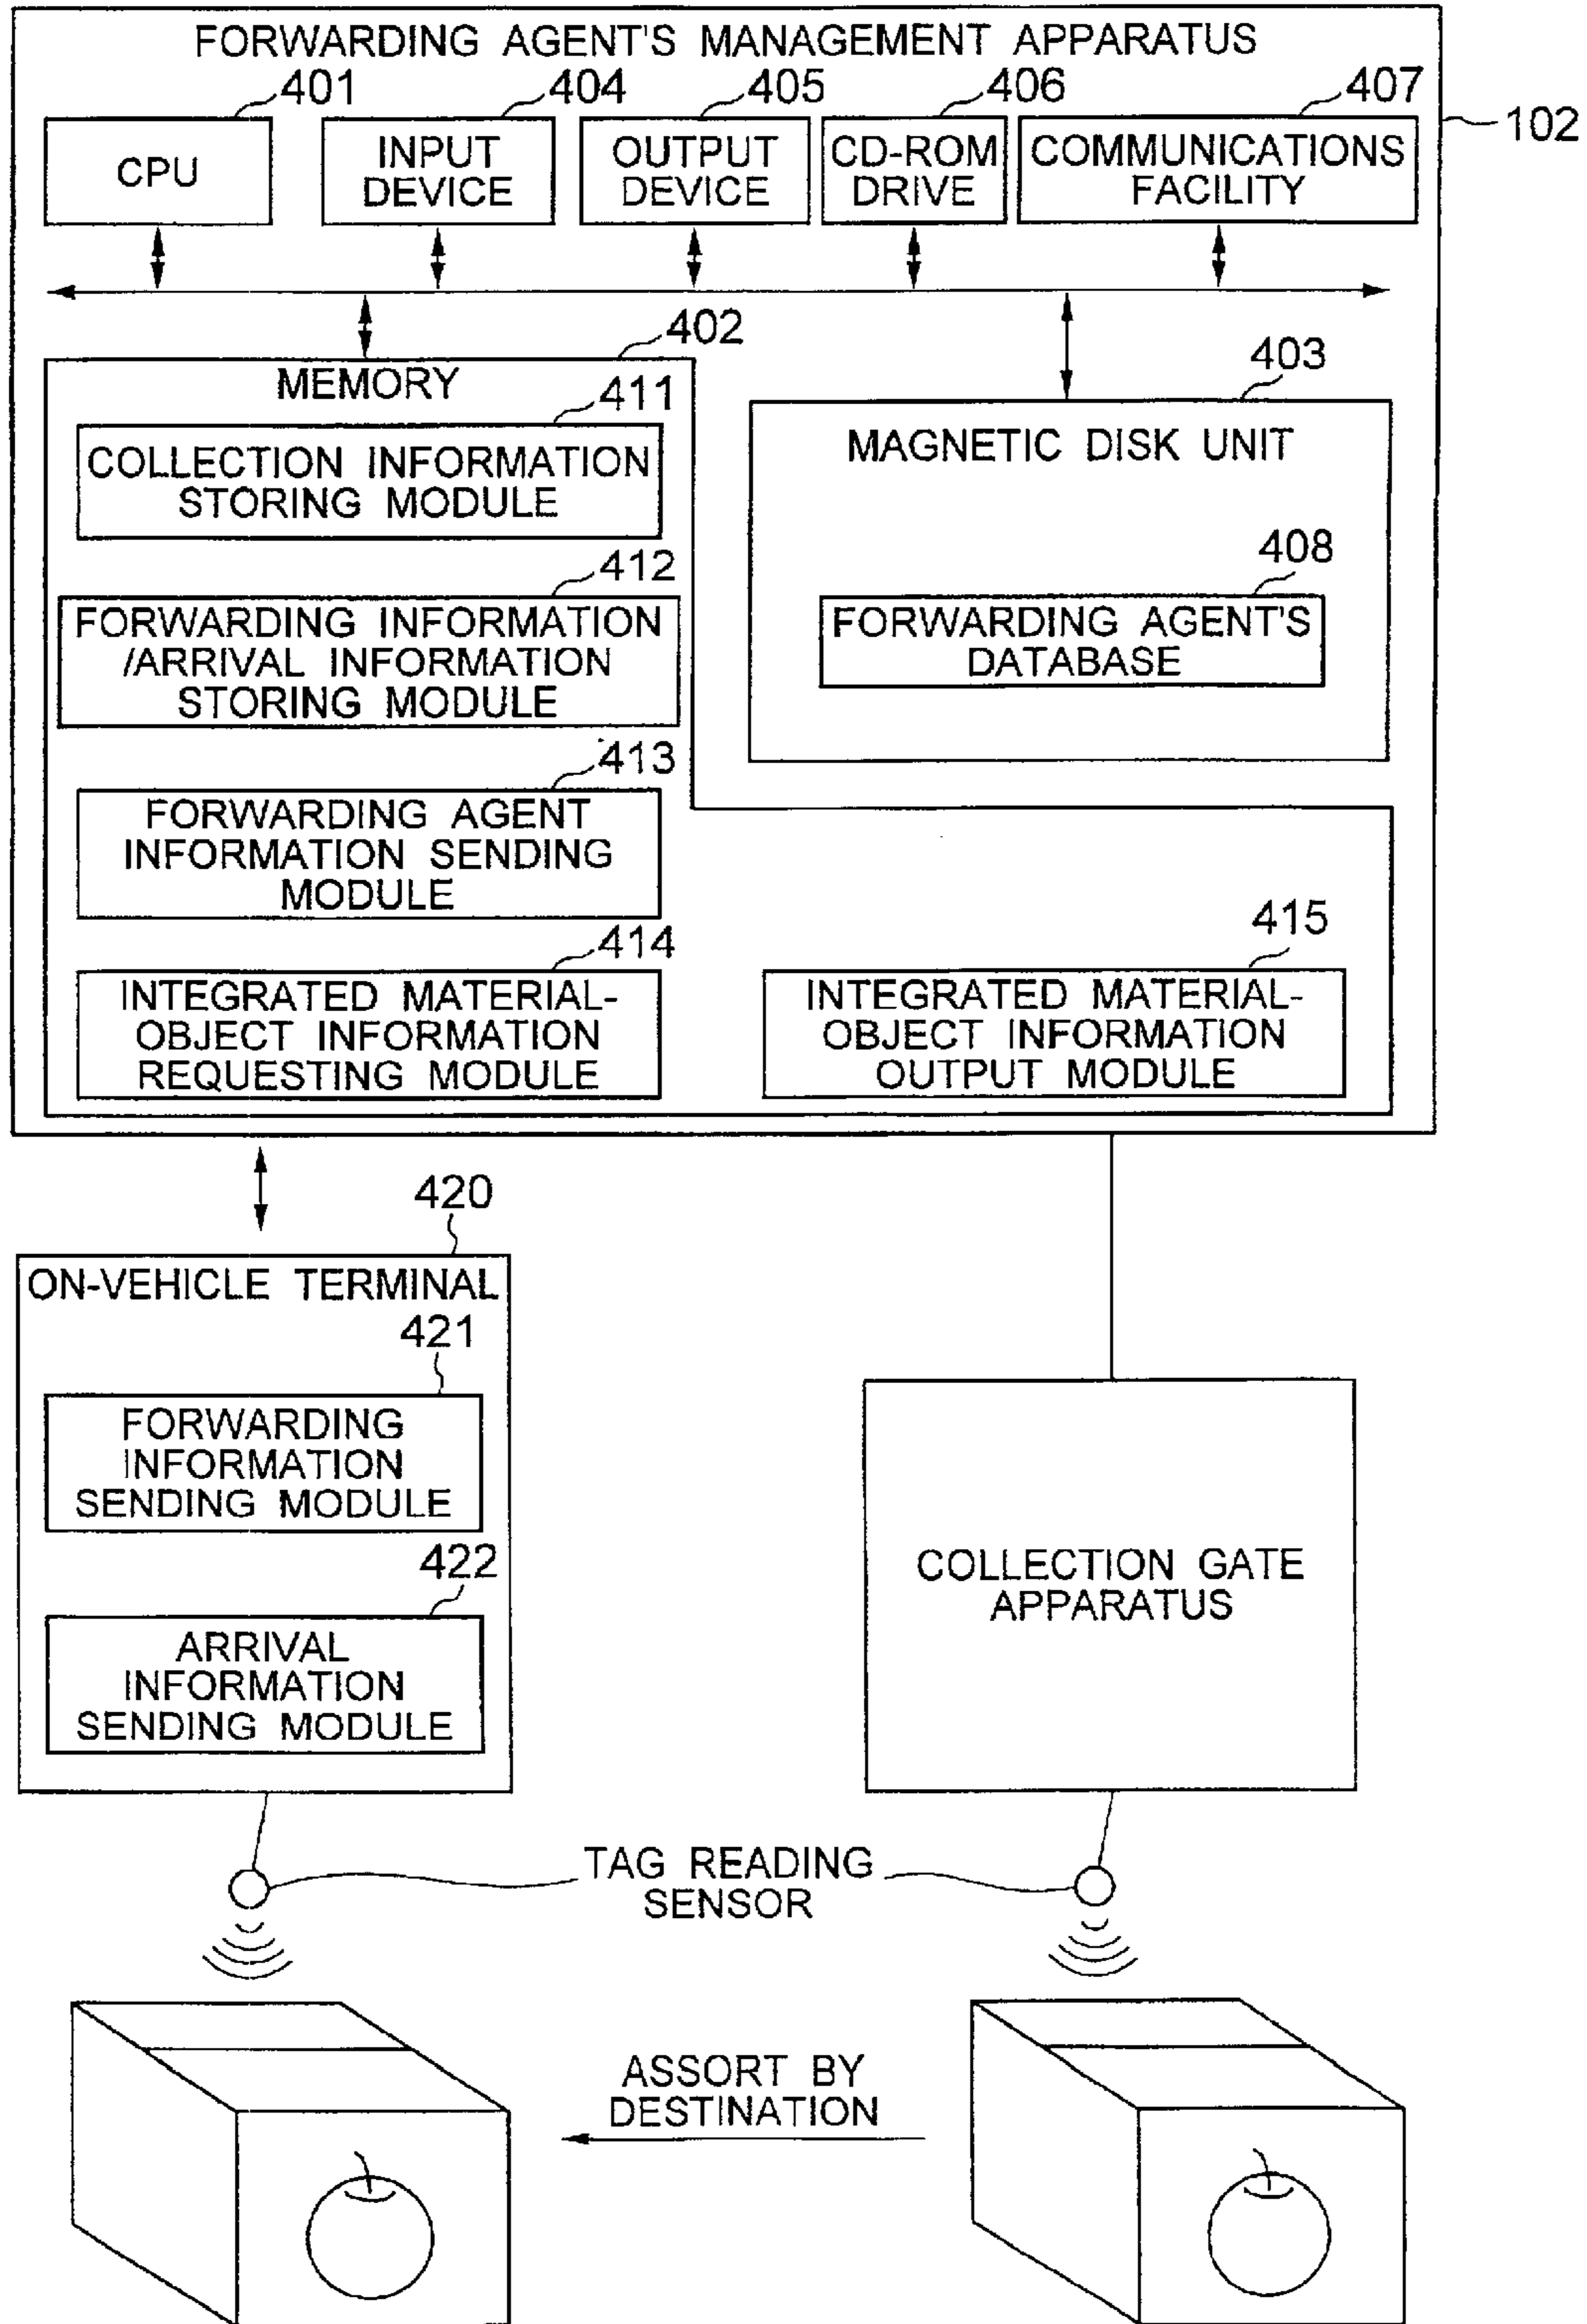 FORWARDING AGENT'S MANAGEMENT APPARATUS
401
404
405
406
407
102
CPU
INPUT
DEVICE
OUTPUT
DEVICE
CD-ROM
DRIVE
COMMUNICATIONS
FACILITY
402
MEMORY
411
COLLECTION INFORMATION
STORING MODULE
412
FORWARDING INFORMATION
/ARRIVAL INFORMATION
STORING MODULE
413
FORWARDING AGENT
INFORMATION SENDING
MODULE
414
INTEGRATED MATERIAL-
OBJECT INFORMATION
REQUESTING MODULE
403
MAGNETIC DISK UNIT
408
FORWARDING AGENT'S
DATABASE
415
INTEGRATED MATERIAL-
OBJECT INFORMATION
OUTPUT MODULE
420
ON-VEHICLE TERMINAL
421
FORWARDING
INFORMATION
SENDING MODULE
422
ARRIVAL
INFORMATION
SENDING MODULE
COLLECTION GATE
APPARATUS
TAG READING
SENSOR
ASSORT BY
DESTINATION